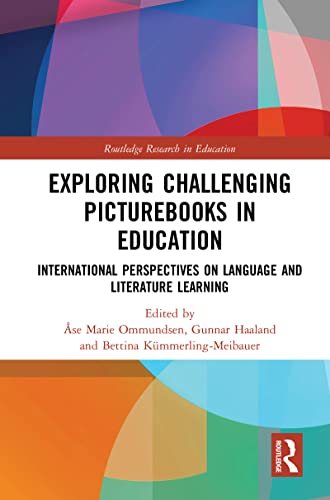 Routledge Research in Education
EXPLORING CHALLENGING
PICTUREBOOKS IN
EDUCATION
INTERNATIONAL PERSPECTIVES ON LANGUAGE AND
LITERATURE LEARNING
Edited by
Åse Marie Ommundsen, Gunnar Haaland
and Bettina Kümmerling-Meibauer
ROUTLEDGE